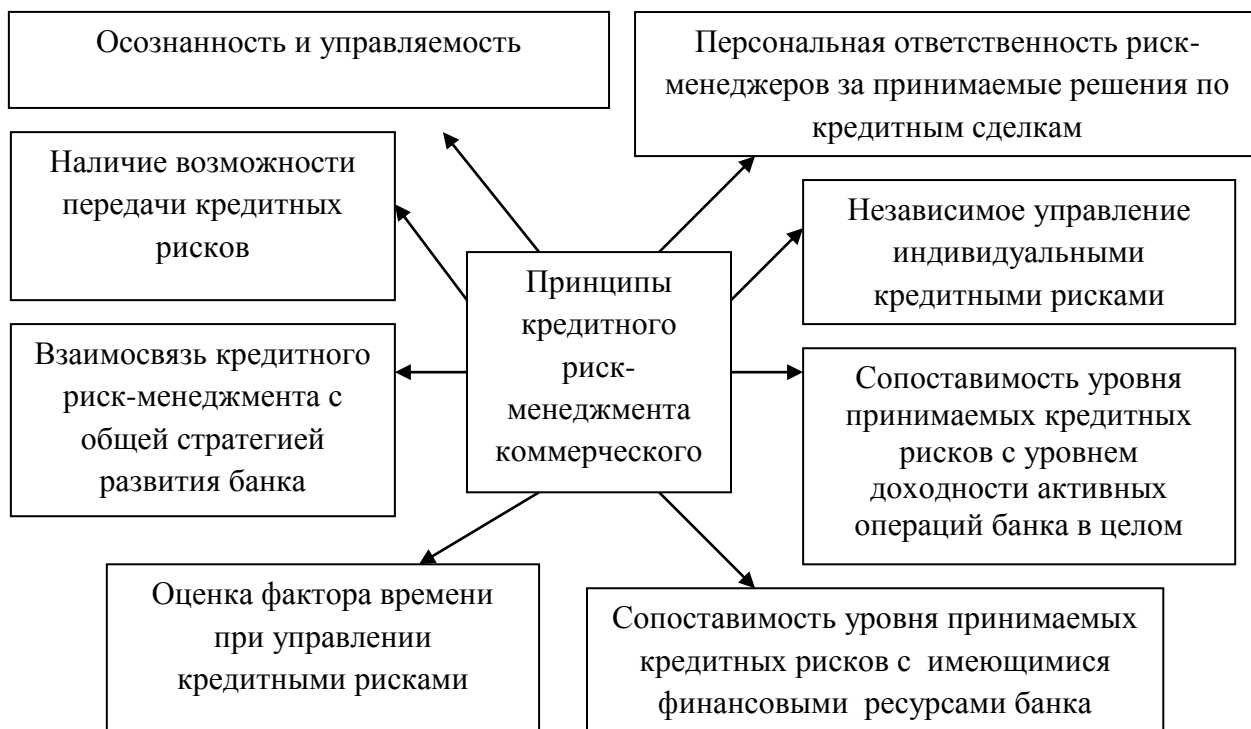 Осознанность и управляемость
Персональная ответственность риск-
менеджеров за принимаемые решения по
кредитным сделкам
Наличие возможности
передачи кредитных
рисков
Независимое управление
индивидуальными
кредитными рисками
Принципы
кредитного
риск-
менеджмента
коммерческого
Взаимосвязь кредитного
риск-менеджмента с
общей стратегией
развития банка
Сопоставимость уровня
принимаемых кредитных
рисков с уровнем
доходности активных
операций банка в целом
Оценка фактора времени
при управлении
кредитными рисками
Сопоставимость уровня принимаемых
кредитных рисков с имеющимися
финансовыми ресурсами банка